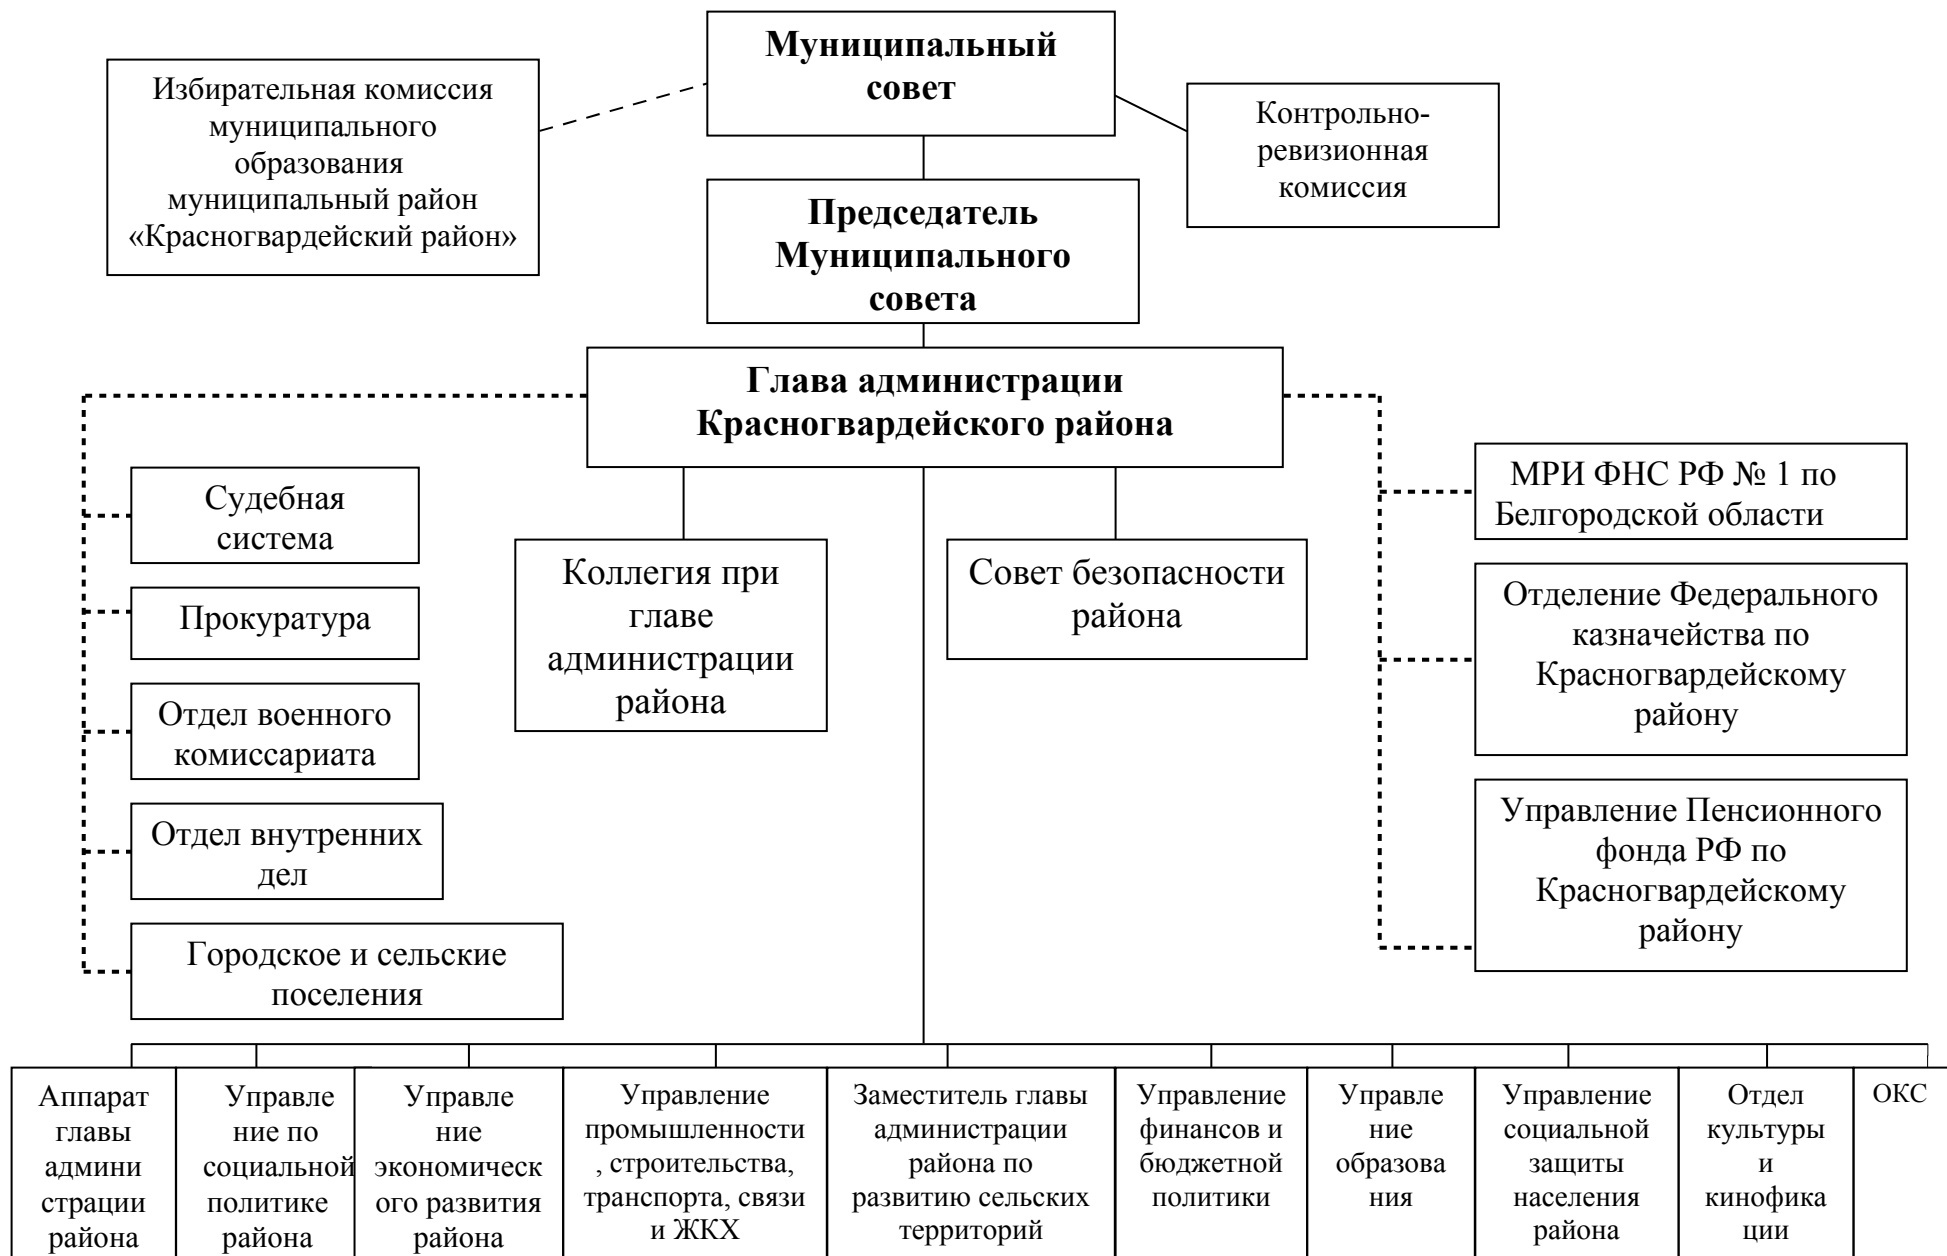 Муниципальный
совет
Избирательная комиссия
муниципального
образования
муниципальный район
«Красногвардейский район»
Контрольно-
ревизионная
комиссия
Председатель
Муниципального
совета
Глава администрации
Красногвардейского района
Судебная
система
Прокуратура
Отдел военного
комиссариата
Отдел внутренних
дел
Городское и сельские
поселения
Коллегия при
главе
администрации
района
Совет безопасности
района
МРИ ФНС РФ № 1 по
Белгородской области
Отделение Федерального
казначейства по
Красногвардейскому
району
Управление Пенсионного
фонда РФ по
Красногвардейскому
району
Аппарат
главы
админи
страции
района
Управле
ние по
социальной
политике
района
Управле
ние
экономическ
ого развития
района
Управление
промышленности
, строительства,
транспорта, связи
и ЖКХ
Заместитель главы
администрации
района по
развитию сельских
территорий
Управление
финансов и
бюджетной
политики
Управле
ние
образова
ния
Управление
социальной
защиты
населения
района
Отдел
культуры
и
кинофика
ции
ОКС